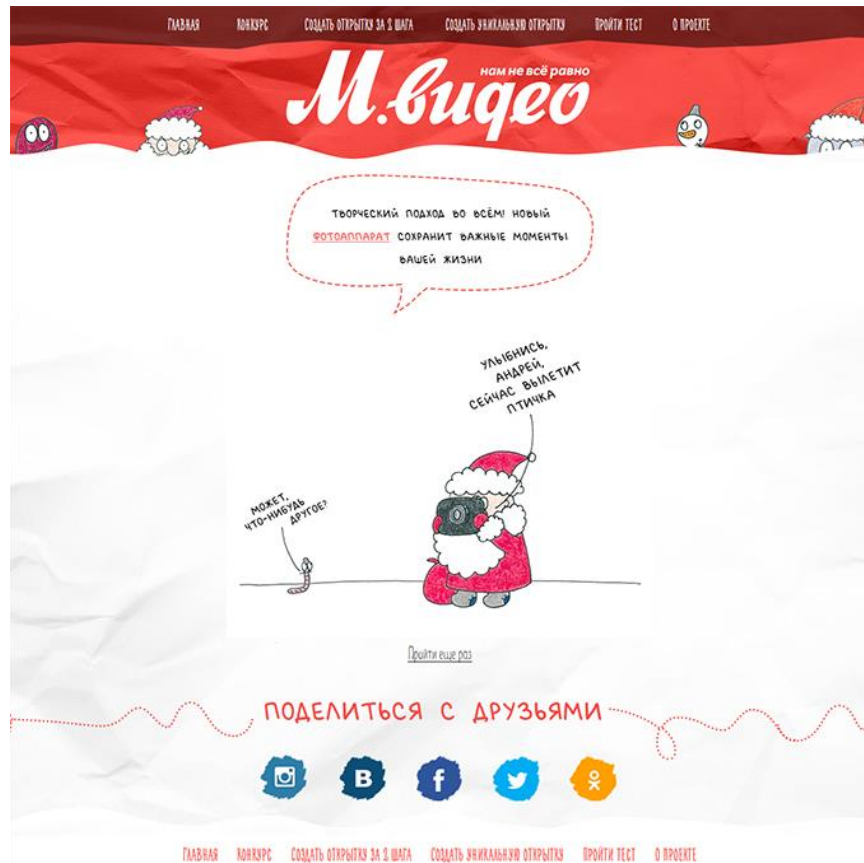 ГЛАВНАЯ КОНКУРС СОЗДАТЬ ОТКРЫТКУ ЗА 2 ШАГА СОЗДАТЬ УНИКАЛЬНУЮ ОТКРЫТКУ ПРОЙТИ ТЕСТ О ПРОЕКТЕ
нам не всё равно
М.видео
ТВОРЧЕСКИЙ ПОДХОД ВО ВСЁМ! НОВЫЙ
ФОТОАППАРАТ СОХРАНИТ ВАЖНЫЕ МОМЕНТЫ
ВАШЕЙ ЖИЗНИ
УЛЫБНИСЬ,
АНДРЕЙ,
СЕЙЧАС ВЫЛЕТИТ
ПТИЧКА
МОЖЕТ,
ЧТО-НИБУДЬ
ДРУГОЕ?
Пройти еще раз
ПОДЕЛИТЬСЯ С ДРУЗЬЯМИ
В f
ГЛАВНАЯ КОНКУРС СОЗДАТЬ ОТКРЫТКУ ЗА 2 ШАГА СОЗДАТЬ УНИКАЛЬНУЮ ОТКРЫТКУ ПРОЙТИ ТЕСТ О ПРОЕКТЕ